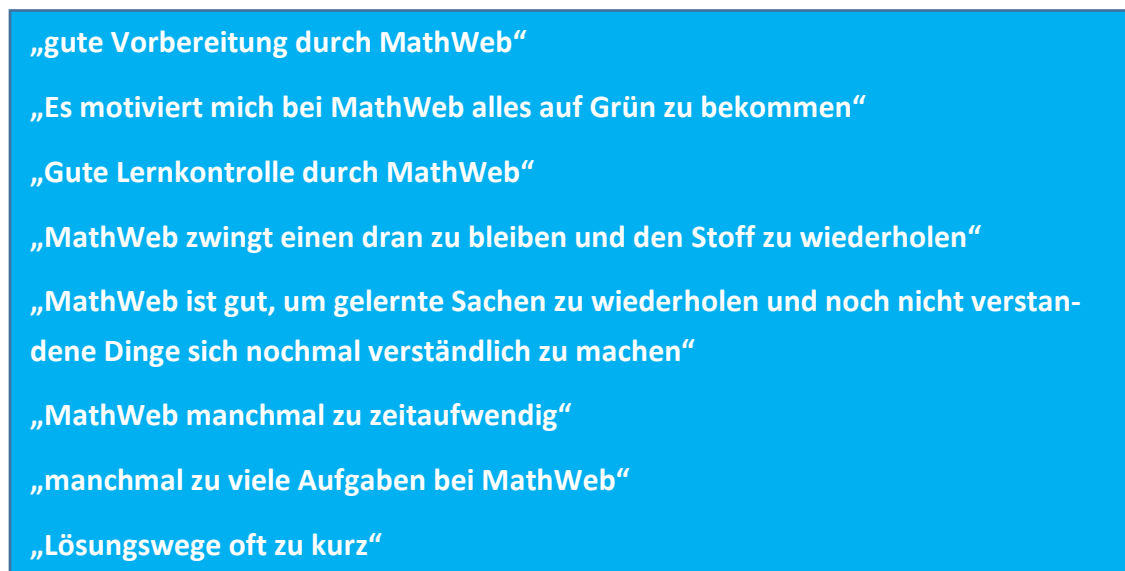 „gute Vorbereitung durch MathWeb“
„Es motiviert mich bei MathWeb alles auf Grün zu bekommen“
„Gute Lernkontrolle durch MathWeb“
„MathWeb zwingt einen dran zu bleiben und den Stoff zu wiederholen“
„MathWeb ist gut, um gelernte Sachen zu wiederholen und noch nicht verstan-
dene Dinge sich nochmal verständlich zu machen“
„MathWeb manchmal zu zeitaufwendig“
„manchmal zu viele Aufgaben bei MathWeb“
„Lösungswege oft zu kurz“